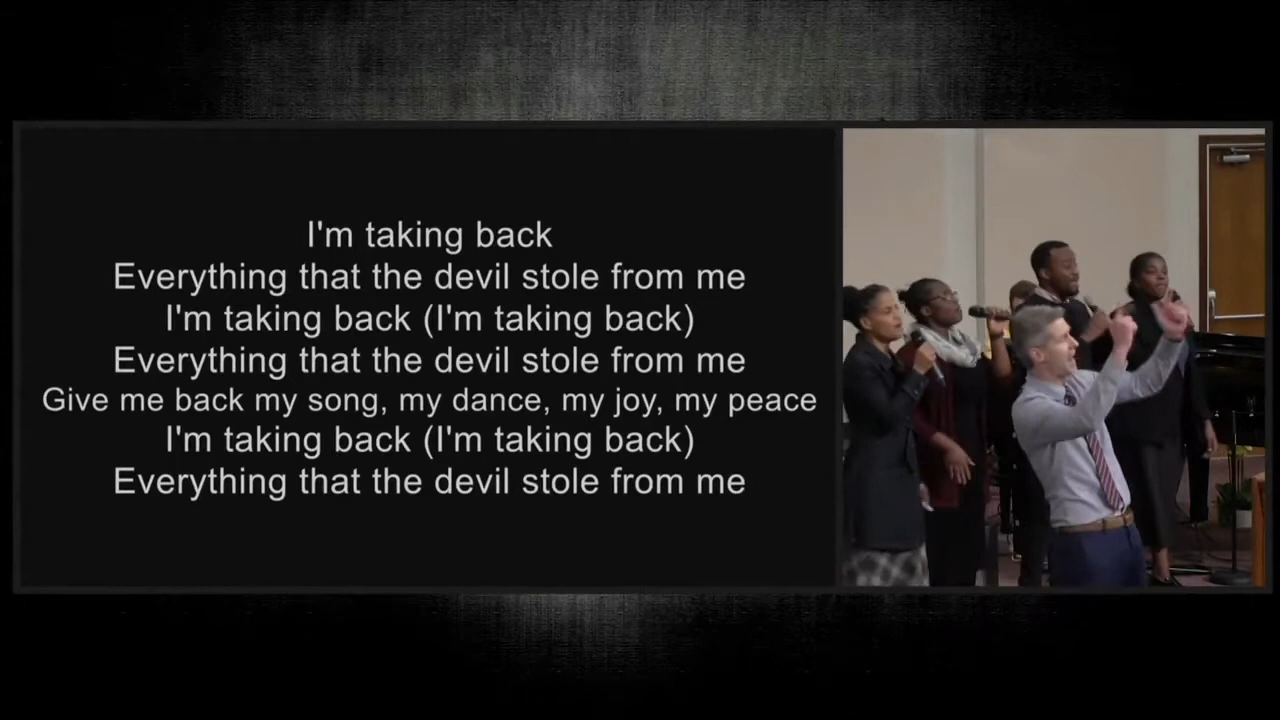 I'm taking back
Everything that the devil stole from me
I'm taking back (I'm taking back)
Everything that the devil stole from me
Give me back my song, my dance, my joy, my peace
I'm taking back (I'm taking back)
Everything that the devil stole from me